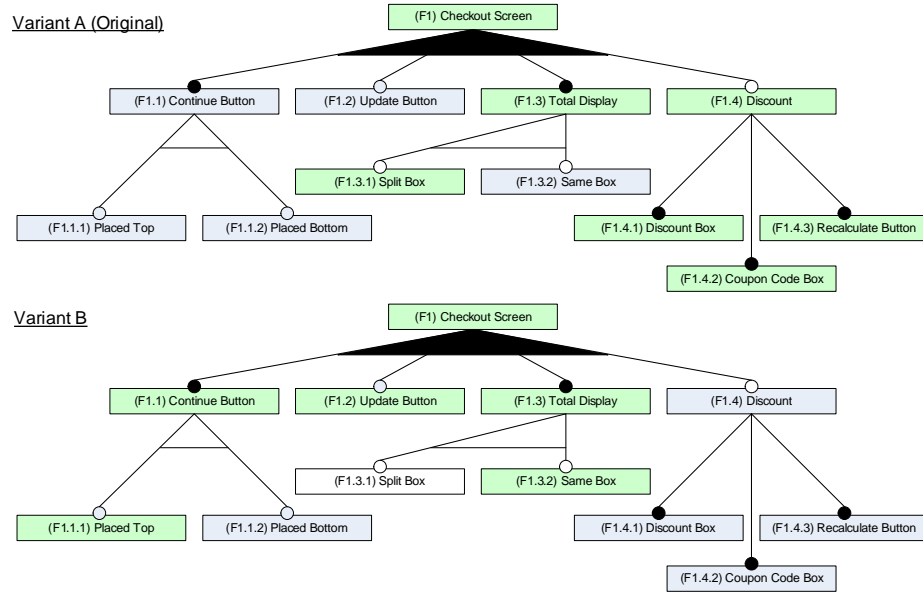 (F1) Checkout Screen
Variant A (Original)
(F1.1) Continue Button
(F1.2) Update Button
(F1.3) Total Display
(F1.4) Discount
(F1.3.1) Split Box
(F1.3.2) Same Box
(F1.1.1) Placed Top
(F1.1.2) Placed Bottom
(F1.4.1) Discount Box
(F1.4.3) Recalculate Button
(F1.4.2) Coupon Code Box
Variant B
(F1) Checkout Screen
(F1.1) Continue Button
(F1.2) Update Button
(F1.3) Total Display
(F1.4) Discount
(F1.3.1) Split Box
(F1.3.2) Same Box
(F1.1.1) Placed Top
(F1.1.2) Placed Bottom
(F1.4.1) Discount Box
(F1.4.3) Recalculate Button
(F1.4.2) Coupon Code Box